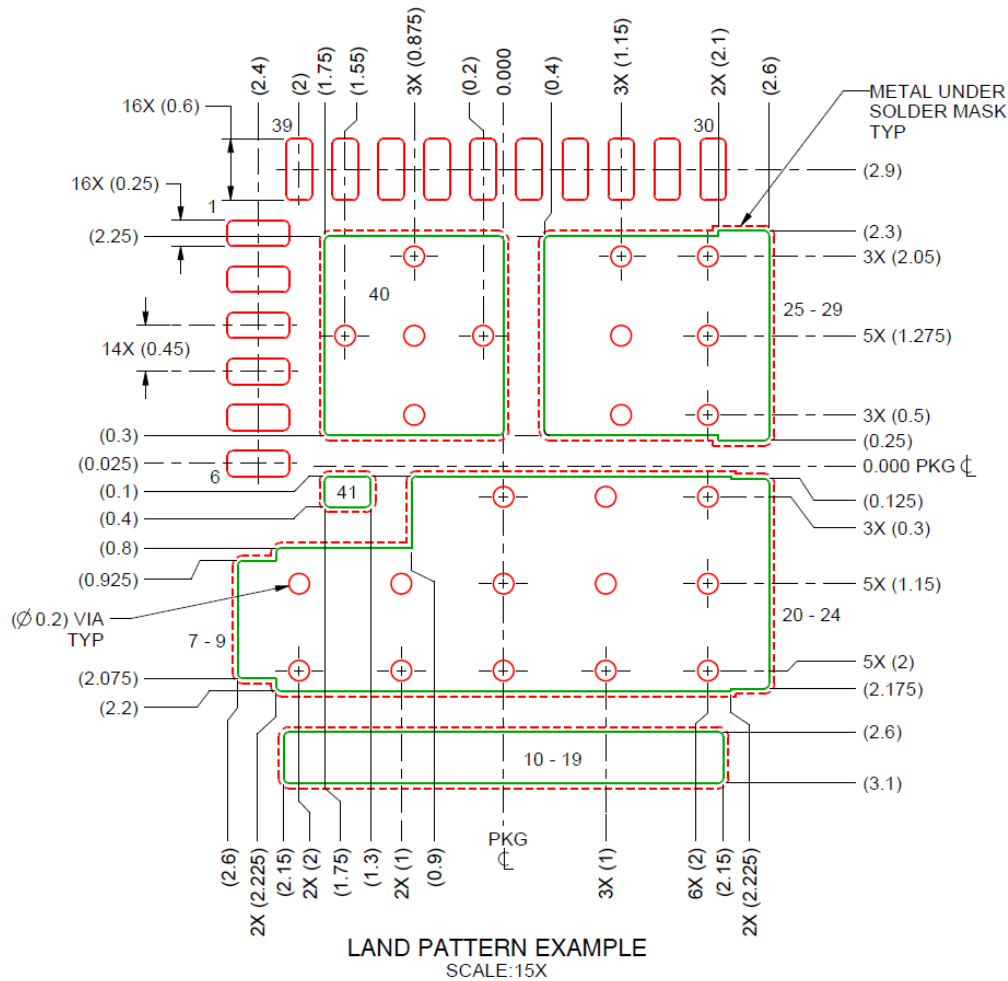 (2.4)
(2)
(1.75)
(1.55)
3X (0.875)
(0.2)
0.000
(0.4)
3X (1.15)
2X (2.1)
(2.6)
16X (0.6)
39
30
METAL UNDER
SOLDER MASK
TYP
(2.9)
16X (0.25)
1
(2.25)
(2.3)
3X (2.05)
40
25 - 29
14X (0.45)
5X (1.275)
3X (0.5)
(0.3)
(0.25)
(0.025)
6
0.000 PKG
(0.1)
41
(0.125)
(0.4)
3X (0.3)
(0.8)
(0.925)
5X (1.15)
(Ø 0.2) VIA
TYP
7 - 9
20 - 24
5X (2)
(2.075)
(2.175)
(2.2)
(2.6)
10 - 19
(3.1)
PKG
(2.6)
2X (2.225)
(2.15)
2X (2)
(1.75)
(1.3)
2X (1)
(0.9)
3X (1)
6X (2)
(2.15)
2X (2.225)
LAND PATTERN EXAMPLE
SCALE:15X